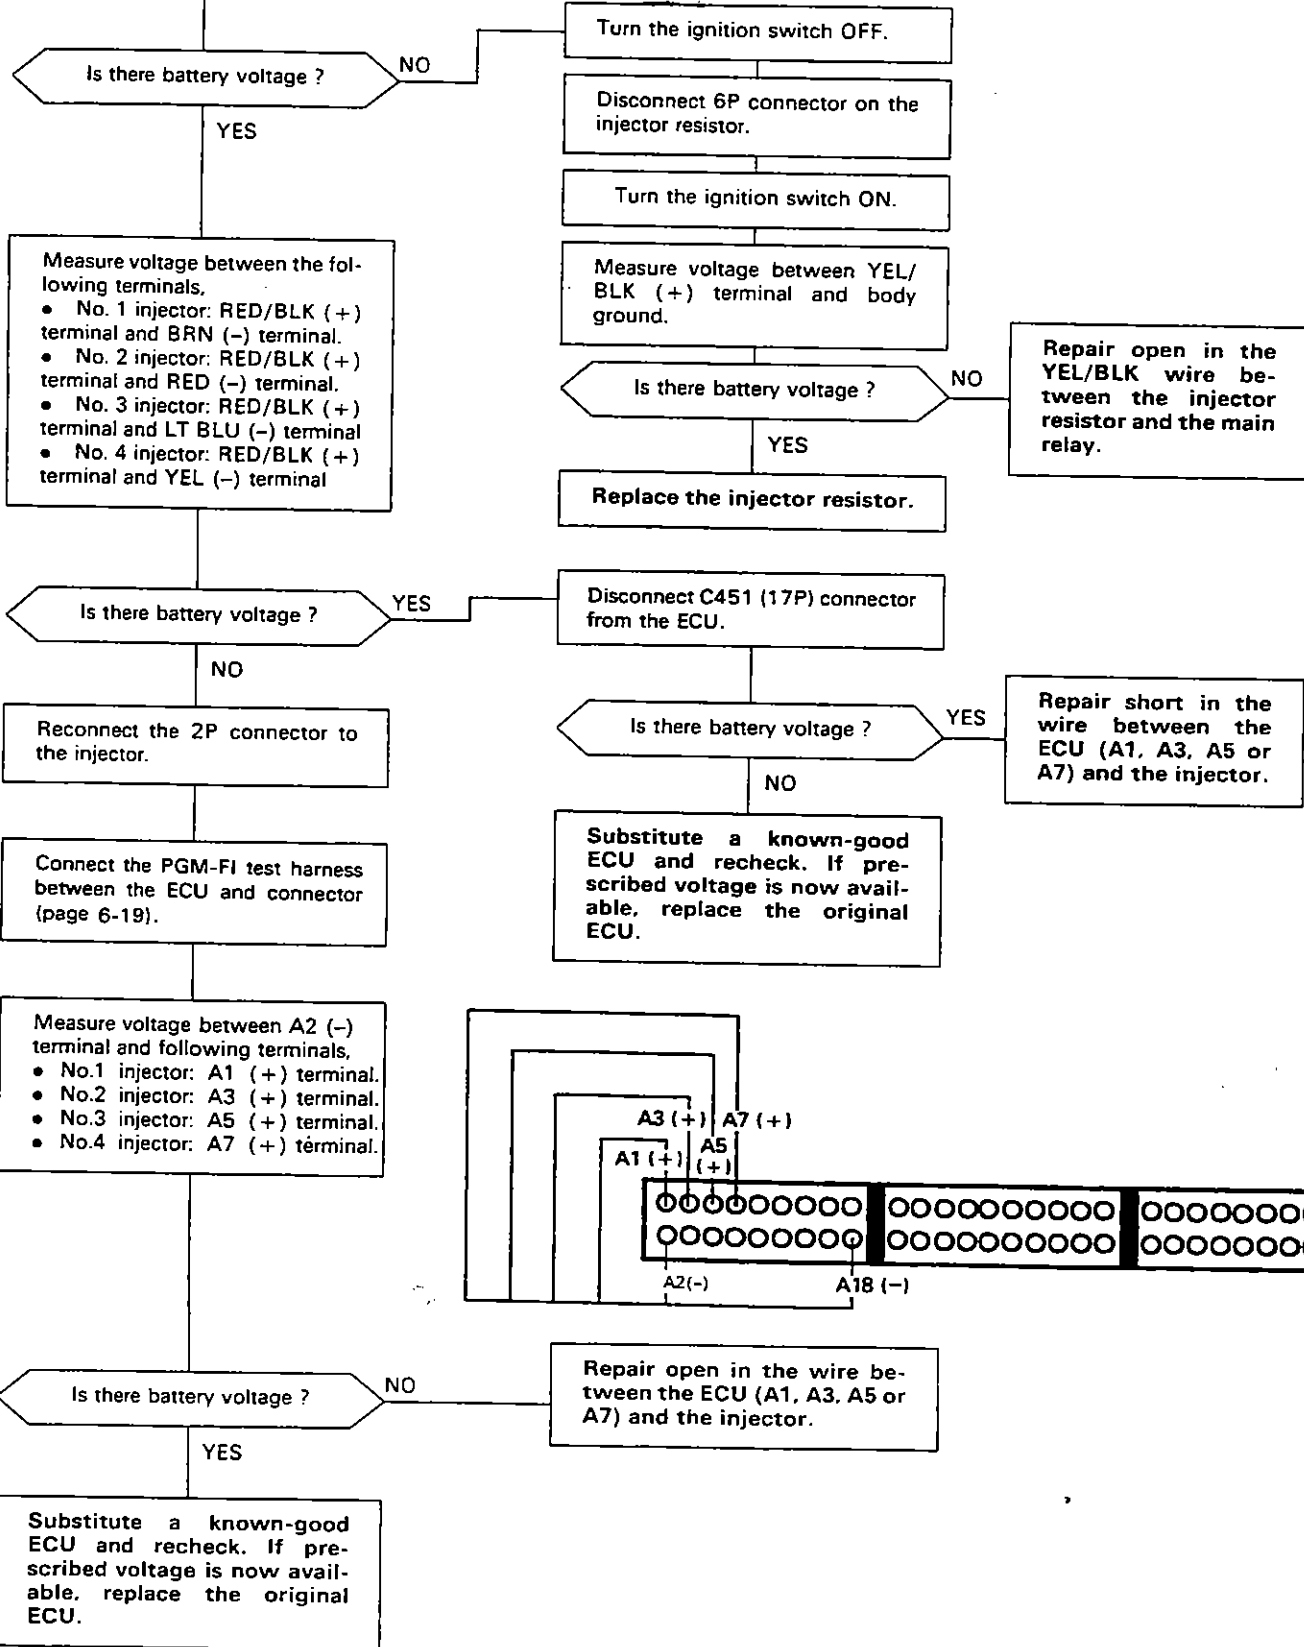 Is there battery voltage ?
NO
YES
Turn the ignition switch OFF.
Disconnect 6P connector on the
injector resistor.
Turn the ignition switch ON.
Measure voltage between YEL/
BLK (+) terminal and body
ground.
Is there battery voltage ?
NO
YES
Repair open in the
YEL/BLK wire be-
tween the injector
resistor and the main
relay.
Replace the injector resistor.
Measure voltage between the fol-
lowing terminals,
• No. 1 injector: RED/BLK (+)
terminal and BRN (–) terminal.
• No. 2 injector: RED/BLK (+)
terminal and RED (–) terminal.
• No. 3 injector: RED/BLK (+)
terminal and LT BLU (–) terminal
• No. 4 injector: RED/BLK (+)
terminal and YEL (–) terminal
Is there battery voltage ?
YES
NO
Disconnect C451 (17P) connector
from the ECU.
Is there battery voltage ?
YES
NO
Repair short in the
wire between the
ECU (A1, A3, A5 or
A7) and the injector.
Substitute a known-good
ECU and recheck. If pre-
scribed voltage is now avail-
able, replace the original
ECU.
Reconnect the 2P connector to
the injector.
Connect the PGM-FI test harness
between the ECU and connector
(page 6-19).
Measure voltage between A2 (–)
terminal and following terminals,
• No.1 injector: A1 (+) terminal.
• No.2 injector: A3 (+) terminal.
• No.3 injector: A5 (+) terminal.
• No.4 injector: A7 (+) terminal.
A3 (+)
A7 (+)
A1 (+)
A5
(+)
A2(–)
A18 (–)
Is there battery voltage ?
NO
YES
Repair open in the wire be-
tween the ECU (A1, A3, A5 or
A7) and the injector.
Substitute a known-good
ECU and recheck. If pre-
scribed voltage is now avail-
able, replace the original
ECU.